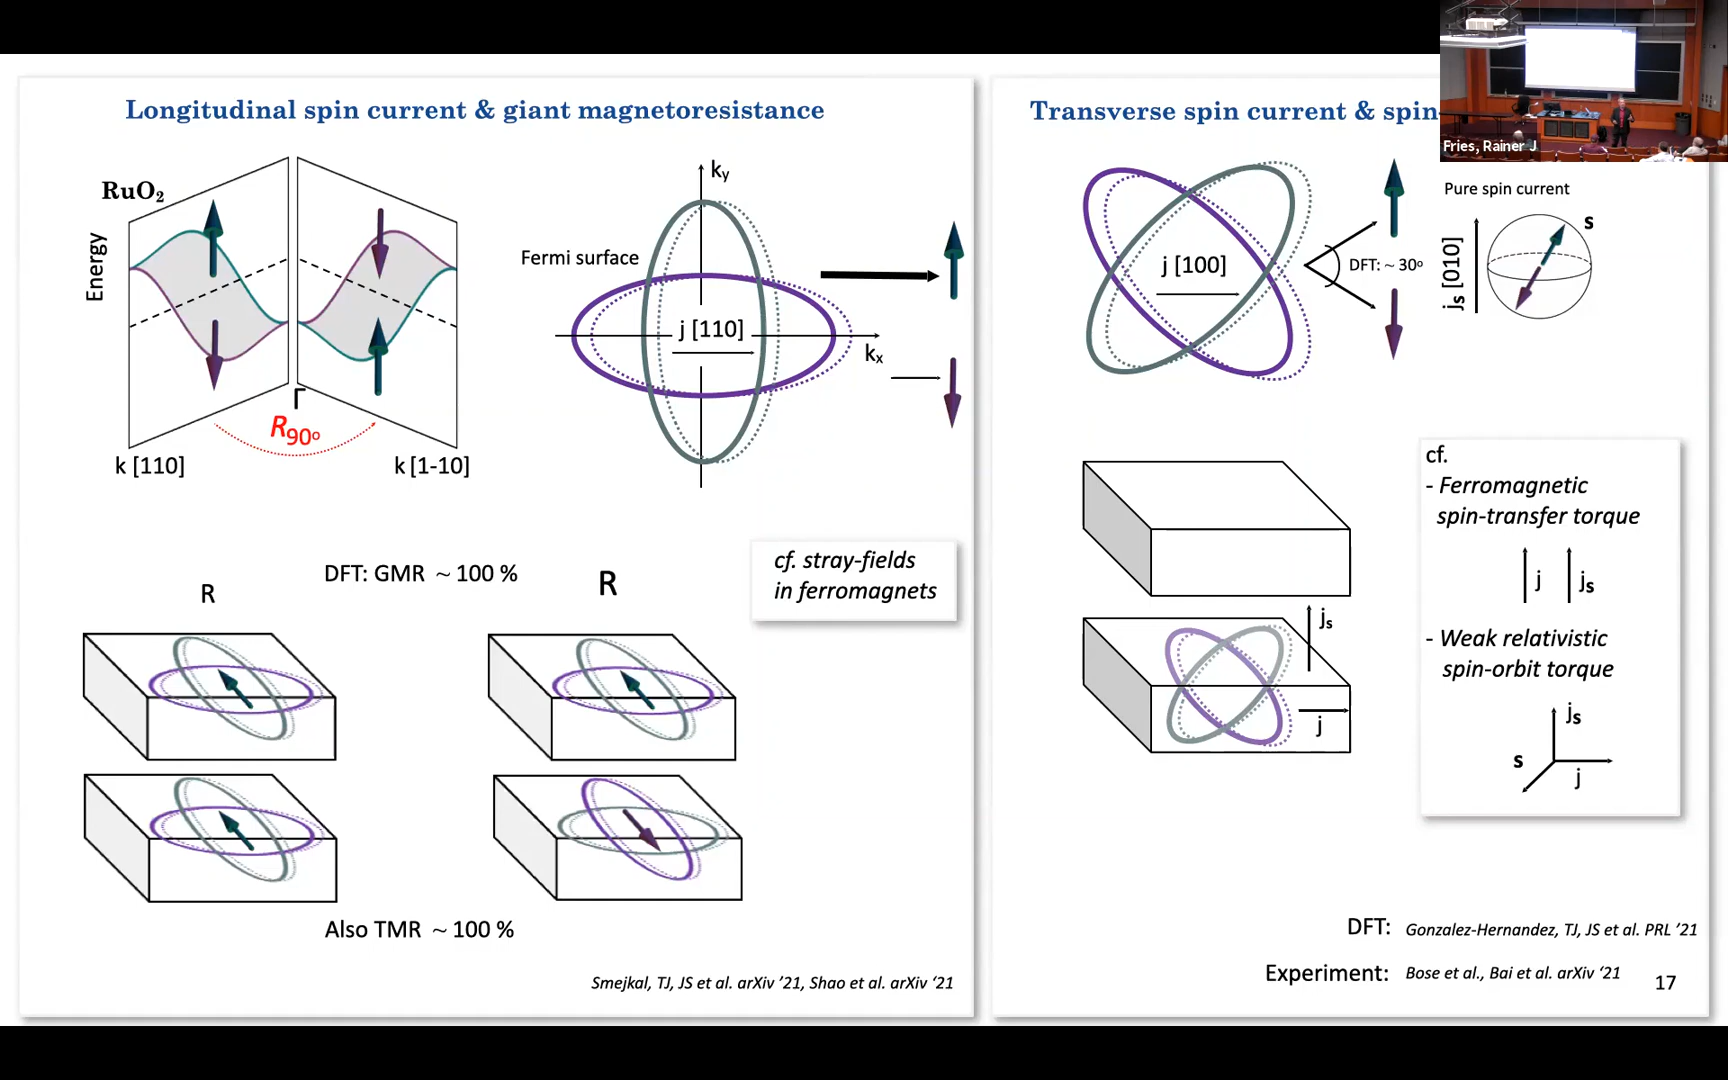 Longitudinal spin current & giant magnetoresistance
RuO₂
Energy
Γ
R90o
k [110]
k [1-10]
ky
Fermi surface
j [110]
kx
DFT: GMR ~ 100 %
R
R
cf. stray-fields
in ferromagnets
Also TMR ~ 100 %
Smejkal, TJ, JS et al. arXiv '21, Shao et al. arXiv '21
Transverse spin current & spin-
Fries, Rainer J
j [100]
DFT: ~ 30o
Pure spin current
js [010]
s
js
j
cf.
- Ferromagnetic
spin-transfer torque
j
js
- Weak relativistic
spin-orbit torque
js
s
j
DFT: Gonzalez-Hernandez, TJ, JS et al. PRL '21
Experiment: Bose et al., Bai et al. arXiv '21
17